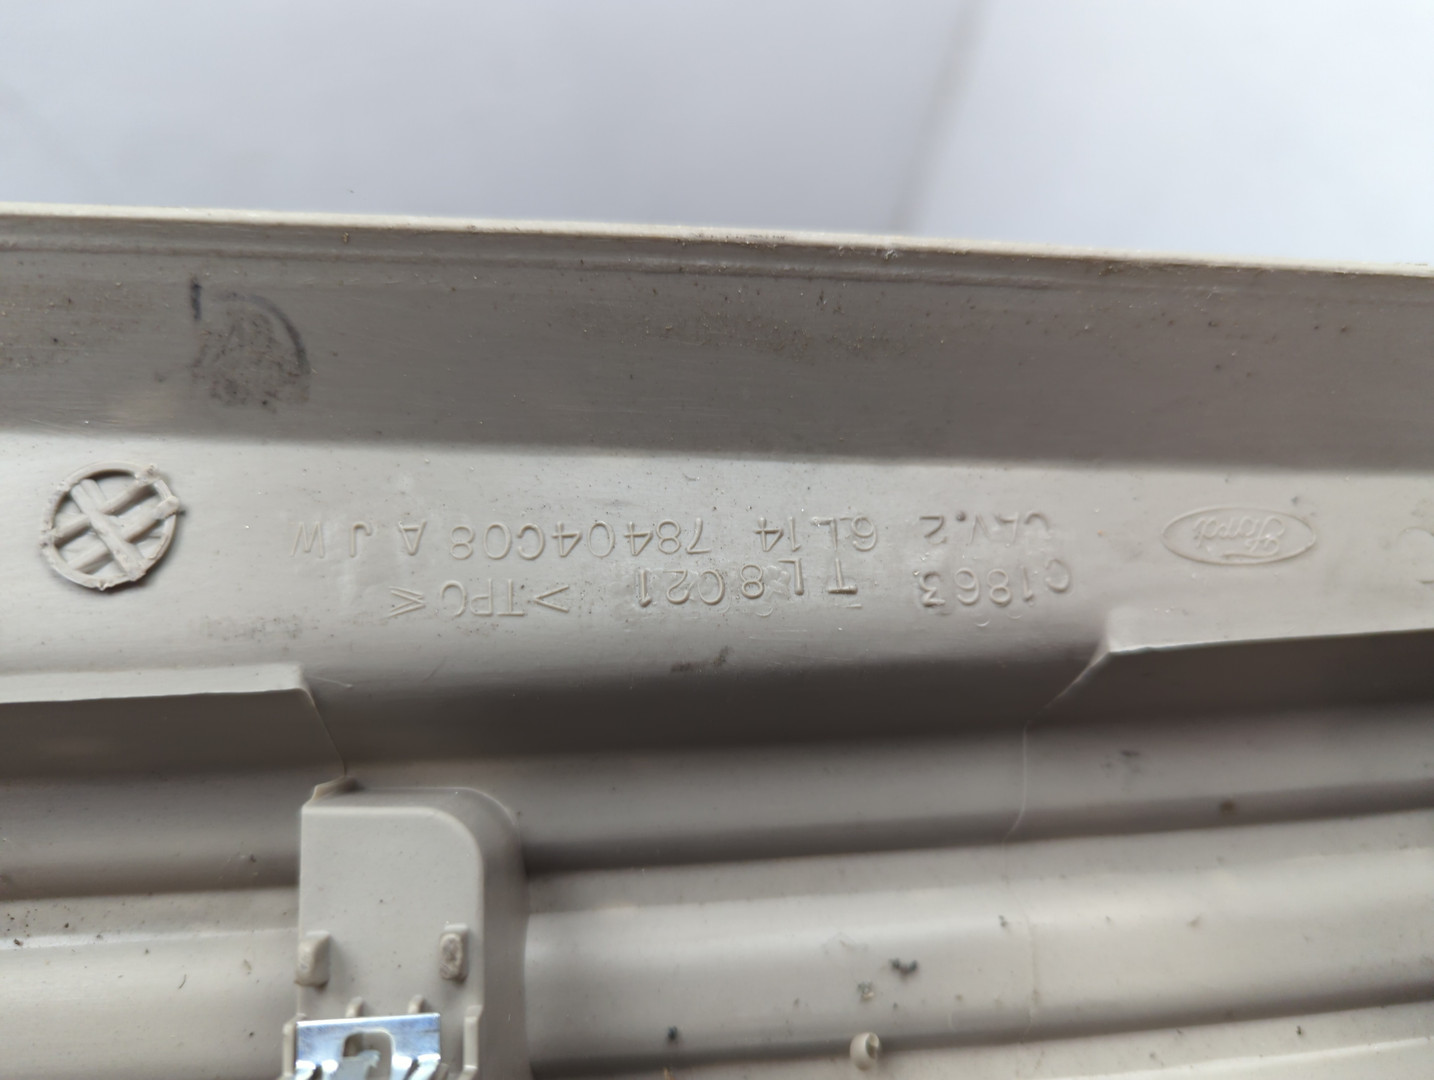 C1863 TL8C21 >TPO<
Ford CAV.2 6L14 78404C08 A J W